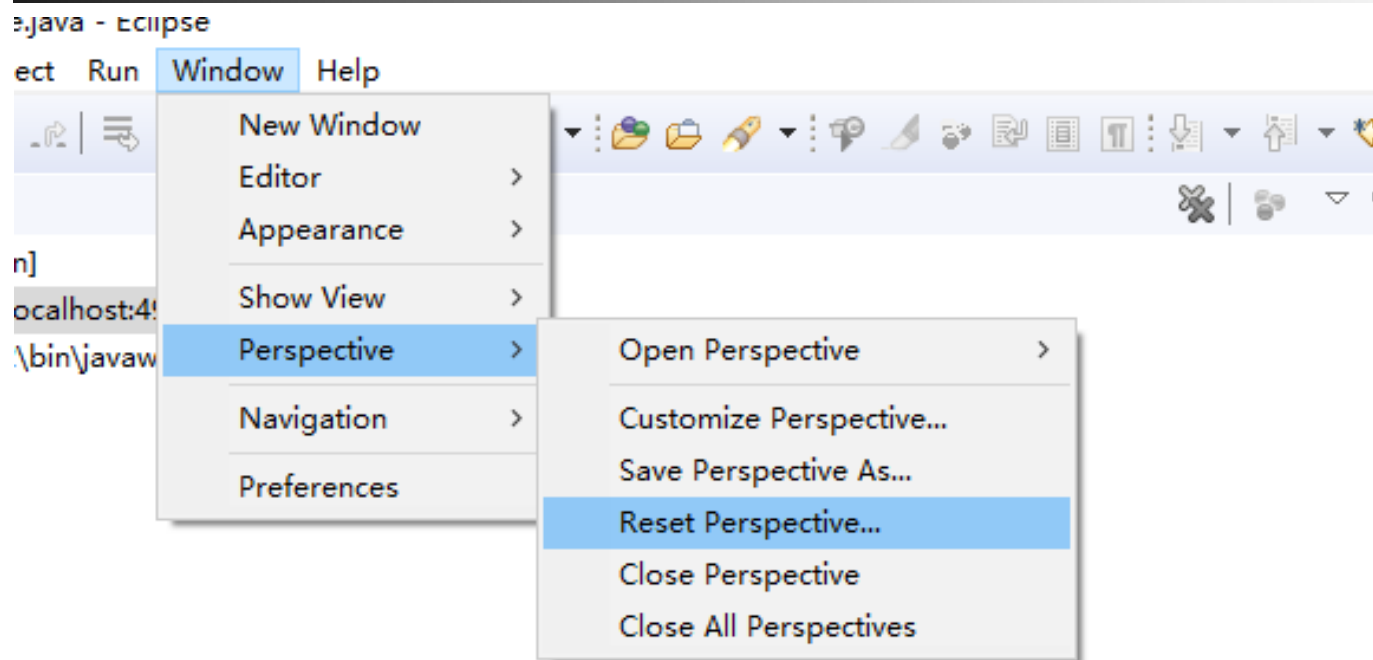 e.java - Eclipse
ect Run Window Help
New Window
Editor
Appearance
n]
Show View
ocalhost:49
Perspective
\bin\javaw
Navigation
Preferences
Open Perspective
Customize Perspective...
Save Perspective As...
Reset Perspective...
Close Perspective
Close All Perspectives